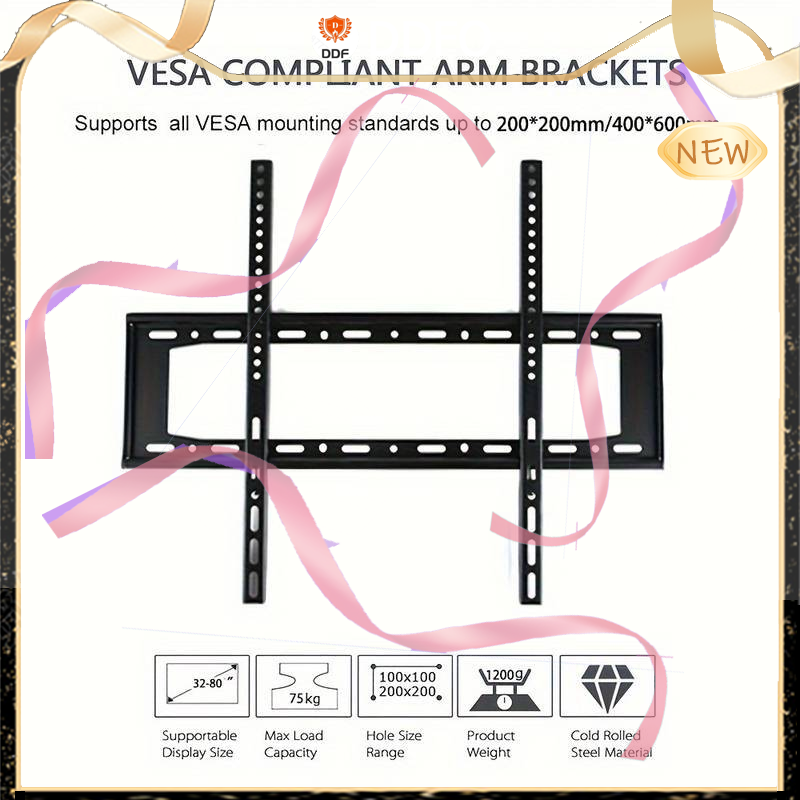 D
DDF
VESA COMPLIANT ARM BRACKETS
Supports all VESA mounting standards up to 200*200mm/400*600mm
NEW
32-80 ″
75kg
100x100
200x200
1200g
Supportable
Display Size
Max Load
Capacity
Hole Size
Range
Product
Weight
Cold Rolled
Steel Material